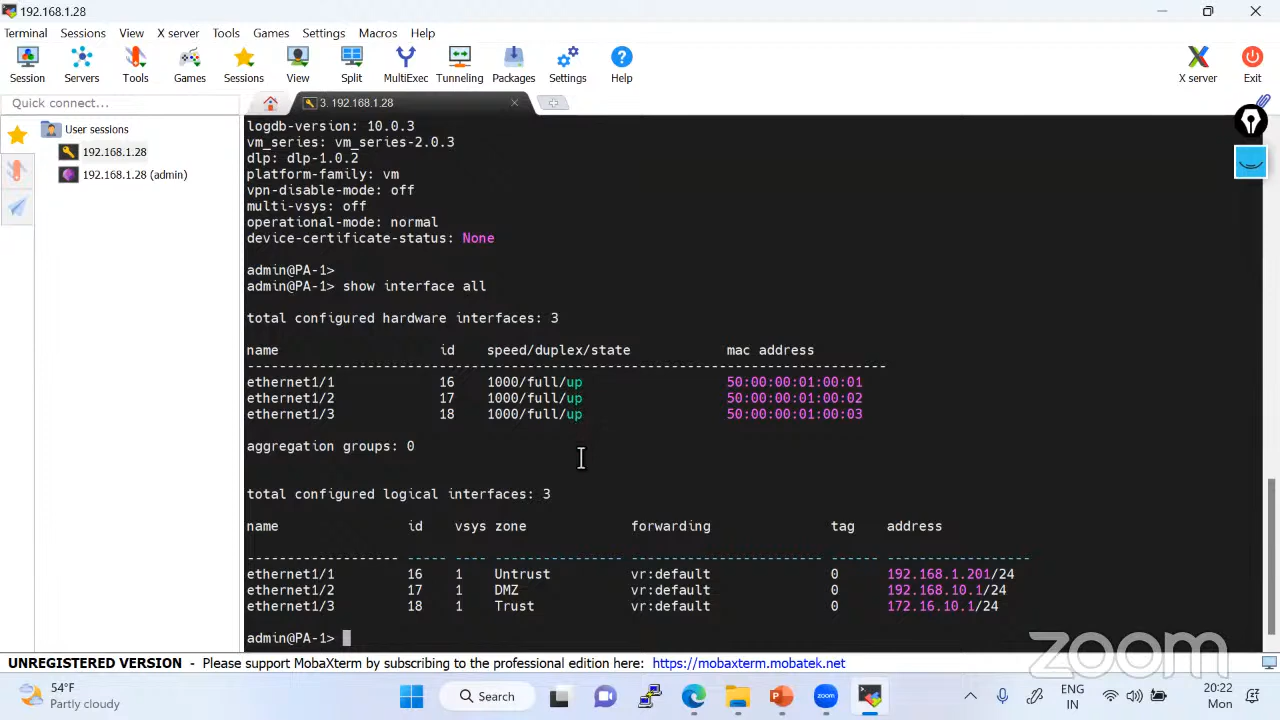 192.168.1.28
Terminal Sessions View X server Tools Games Settings Macros Help
Session Servers Tools Games Sessions View Split MultiExec Tunneling Packages Settings Help X server Exit
Quick connect...
3. 192.168.1.28
User sessions
192.168.1.28
192.168.1.28 (admin)
logdb-version: 10.0.3
vm_series: vm_series-2.0.3
dlp: dlp-1.0.2
platform-family: vm
vpn-disable-mode: off
multi-vsys: off
operational-mode: normal
device-certificate-status: None
admin@PA-1>
admin@PA-1> show interface all
total configured hardware interfaces: 3
name id speed/duplex/state mac address
--------------------------------------------------------------------------------
ethernet1/1 16 1000/full/up 50:00:00:01:00:01
ethernet1/2 17 1000/full/up 50:00:00:01:00:02
ethernet1/3 18 1000/full/up 50:00:00:01:00:03
aggregation groups: 0
total configured logical interfaces: 3
name id vsys zone forwarding tag address
------------------- ----- ---- ---------------- ------------------------ ------ ------------------
ethernet1/1 16 1 Untrust vr:default 0 192.168.1.201/24
ethernet1/2 17 1 DMZ vr:default 0 192.168.10.1/24
ethernet1/3 18 1 Trust vr:default 0 172.16.10.1/24
admin@PA-1>
zoom
UNREGISTERED VERSION - Please support MobaXterm by subscribing to the professional edition here: https://mobaxterm.mobatek.net
54°F
Partly cloudy
Search
zoom
ENG
IN
20:22
Mon